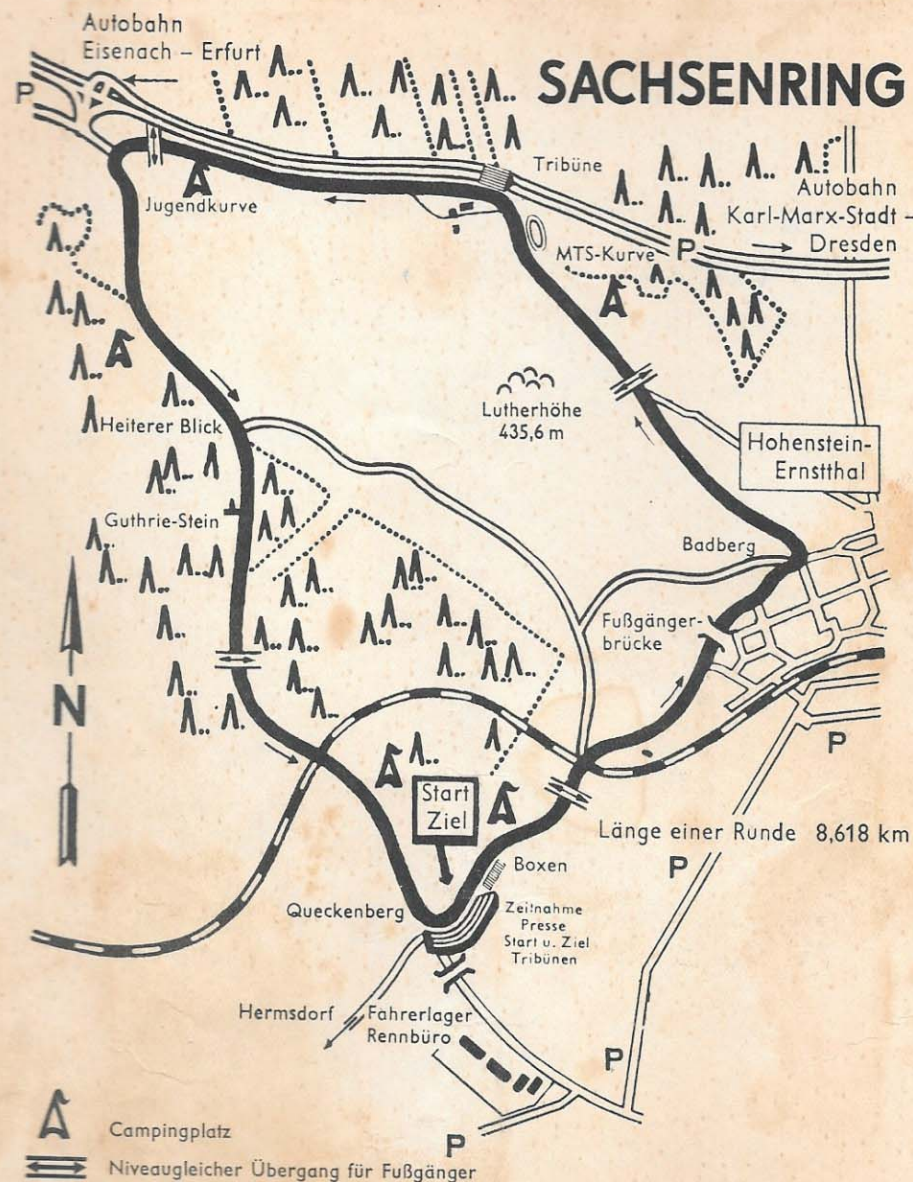 Autobahn
Eisenach – Erfurt
SACHSENRING
P
Tribüne
Autobahn
Karl-Marx-Stadt –
Dresden
Jugendkurve
MTS-Kurve
P
Lutherhöhe
435,6 m
Heiterer Blick
Hohenstein-
Ernstthal
Guthrie-Stein
Badberg
Fußgänger-
brücke
N
P
Start
Ziel
Länge einer Runde 8,618 km
P
Boxen
Queckenberg
Zeitnahme
Presse
Start u. Ziel
Tribünen
Hermsdorf
Fahrerlager
Rennbüro
P
P
Campingplatz
Niveaugleicher Übergang für Fußgänger